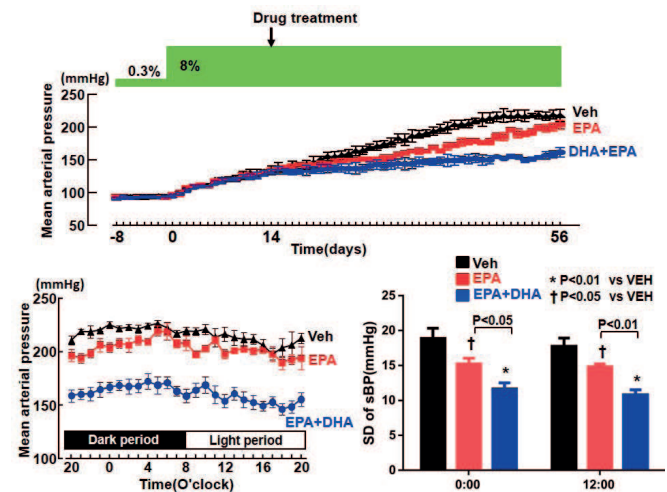 Drug treatment
0.3%
8%
(mmHg)
Mean arterial pressure
250
200
150
100
50
Veh
EPA
DHA+EPA
-8
0
14
56
Time(days)
mmHg
Mean arterial pressure
250
200
150
100
Veh
EPA
EPA+DHA
Dark period
Light period
20
0
4
8
12
16
20
Time(O'clock)
Veh
EPA
EPA+DHA
* P<0.01 vs VEH
† P<0.05 vs VEH
SD of sBP(mmHg)
25
20
15
10
5
0
P<0.05
†
*
P<0.01
†
*
0:00
12:00